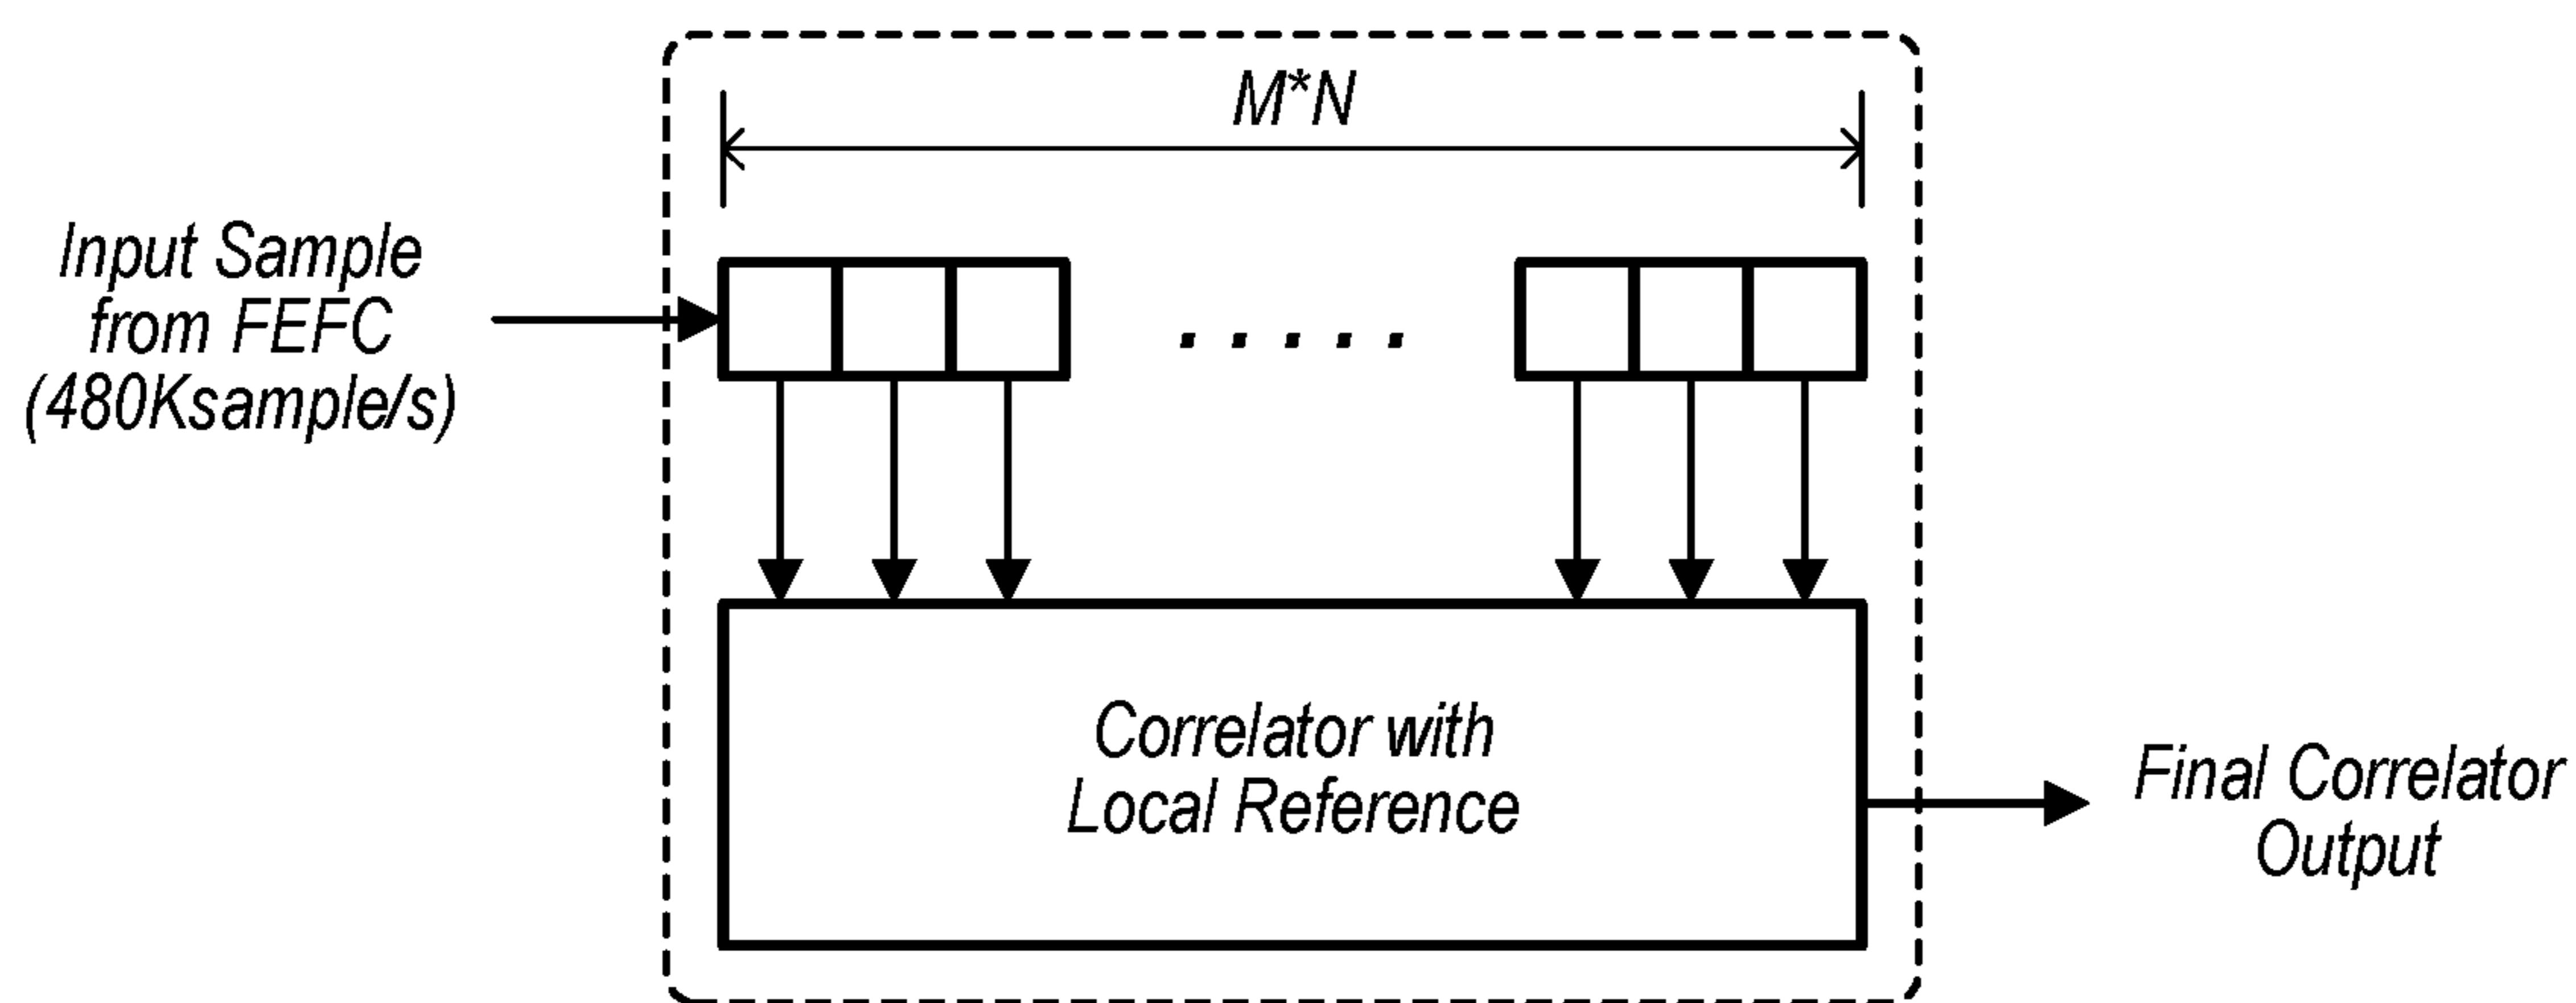 M*N
Input Sample
from FEFC
(480Ksample/s)
Correlator with
Local Reference
Final Correlator
Output